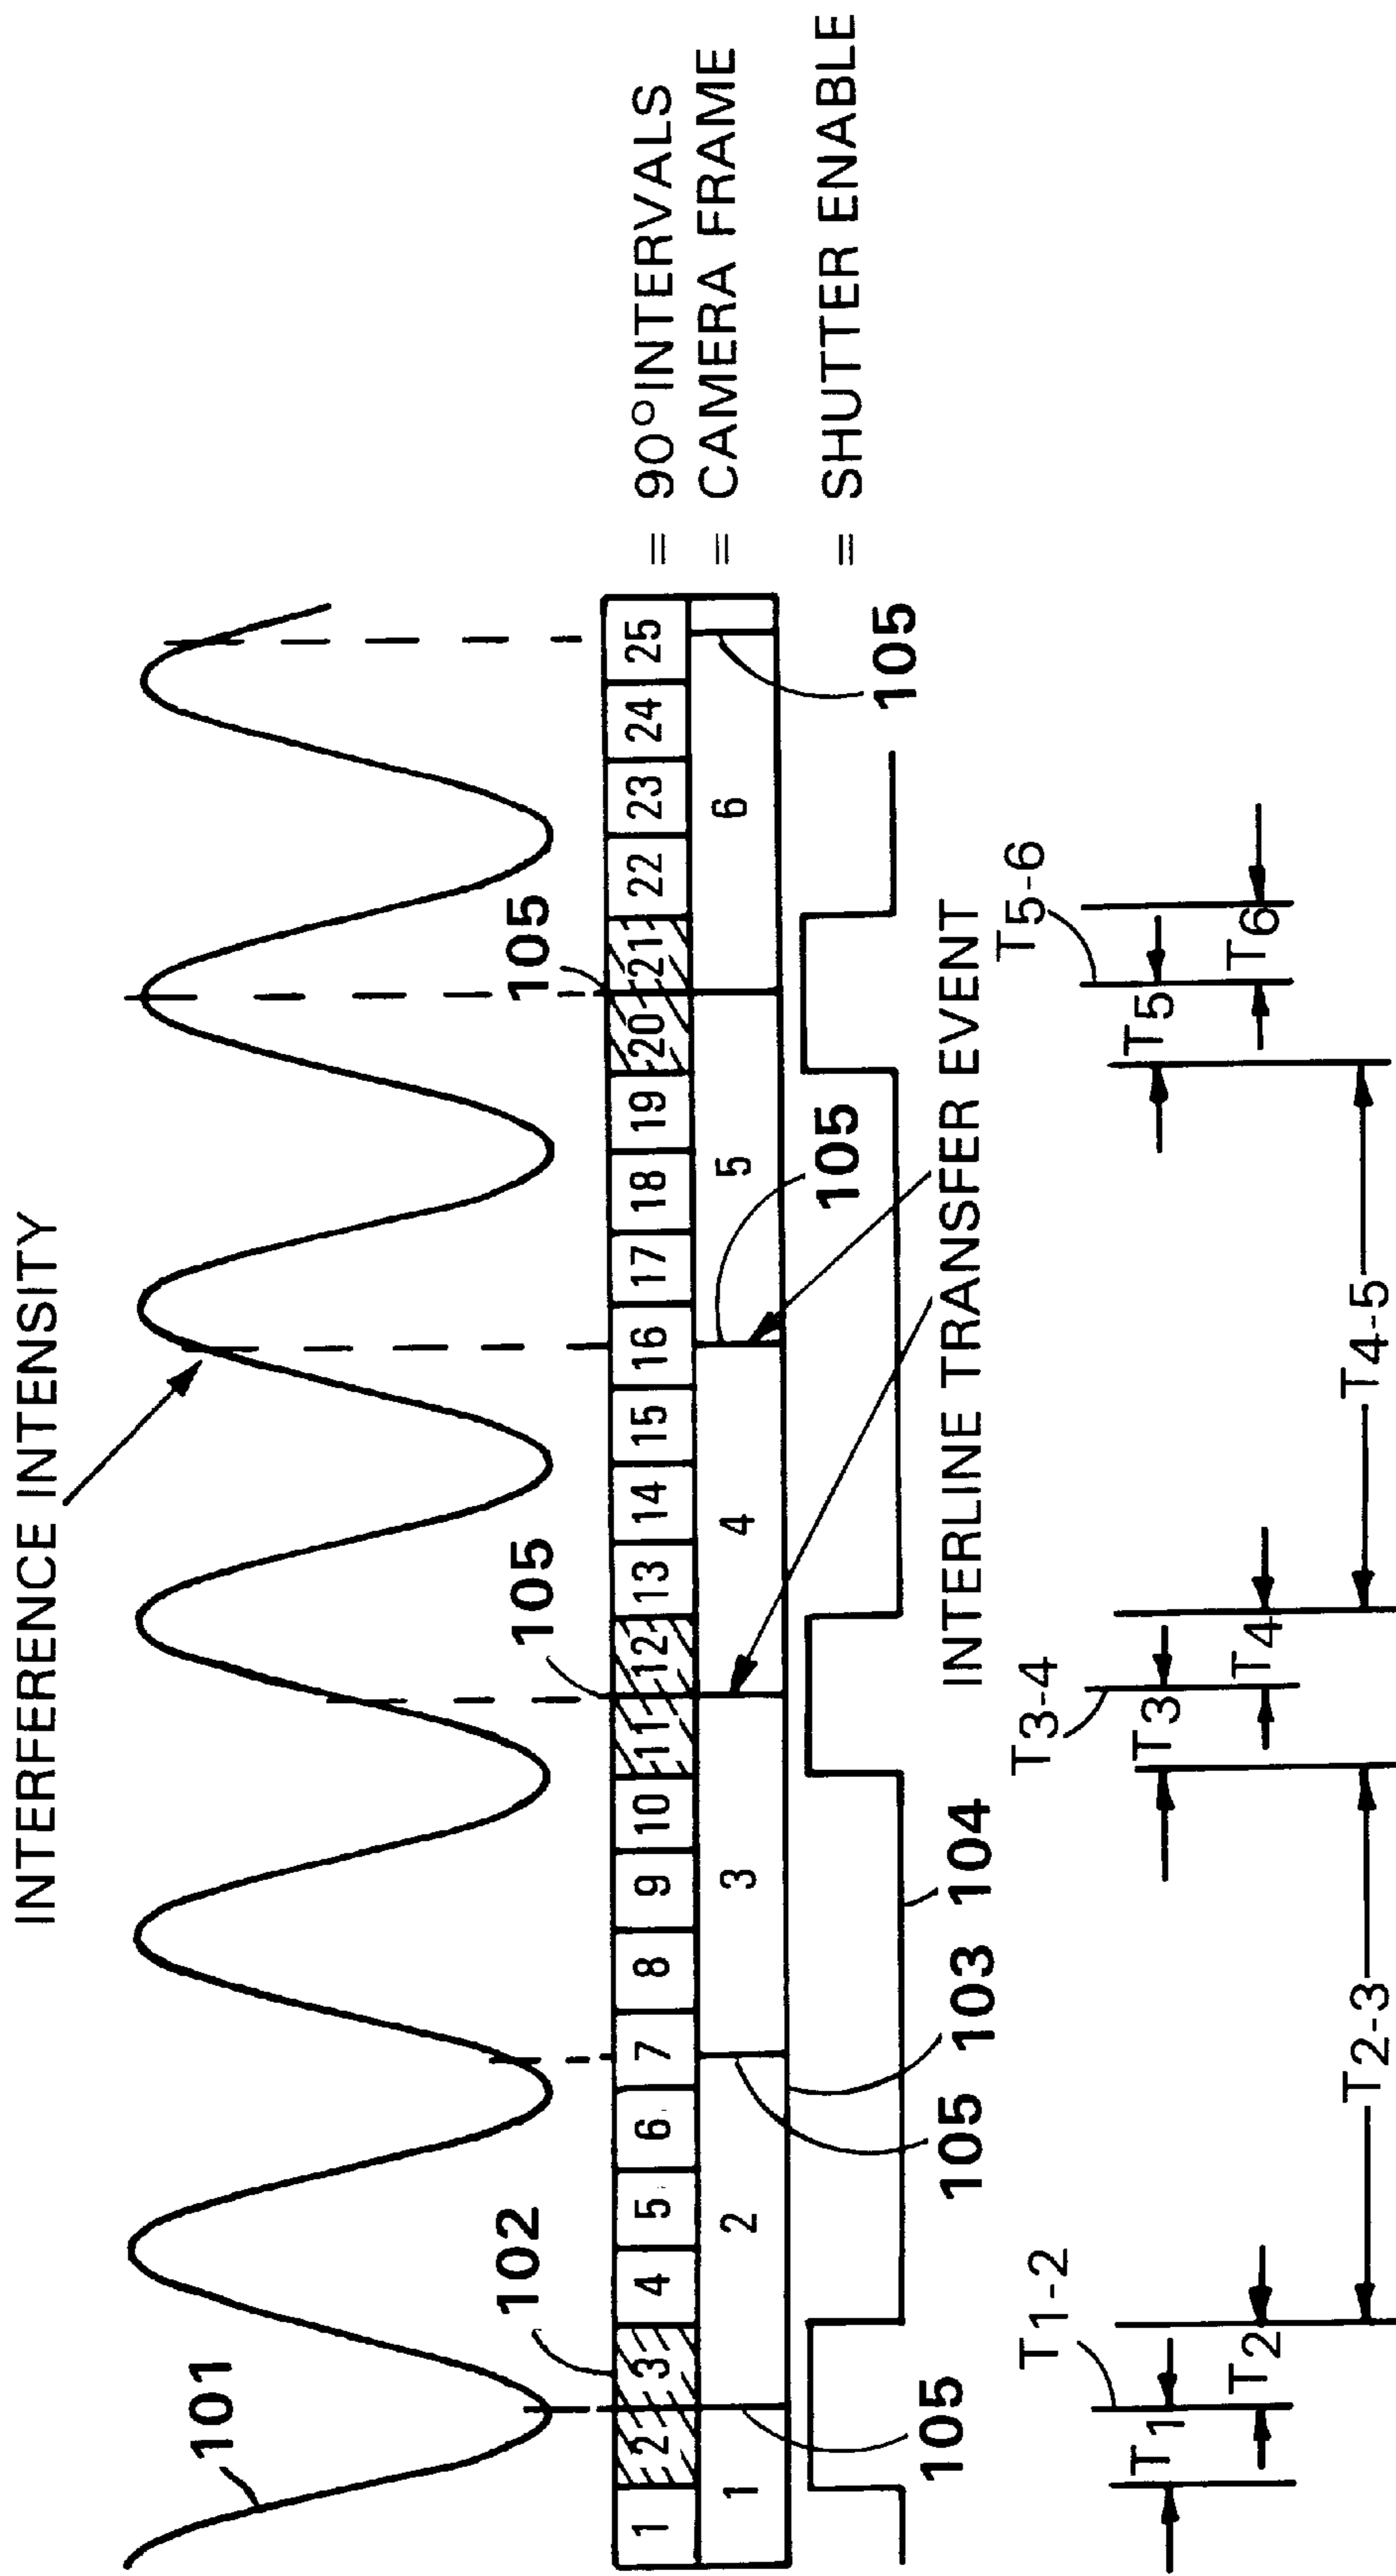 INTERFERENCE INTENSITY
101
102
105
105
1 2 3 4 5 6 7 8 9 10 11 12 13 14 15 16 17 18 19 20 21 22 23 24 25
= 90° INTERVALS
1 2 3 4 5 6
= CAMERA FRAME
= SHUTTER ENABLE
105
105
103
104
105
105
INTERLINE TRANSFER EVENT
T1-2
T3-4
T5-6
T1
T2
T3
T4
T5
T6
T2-3
T4-5